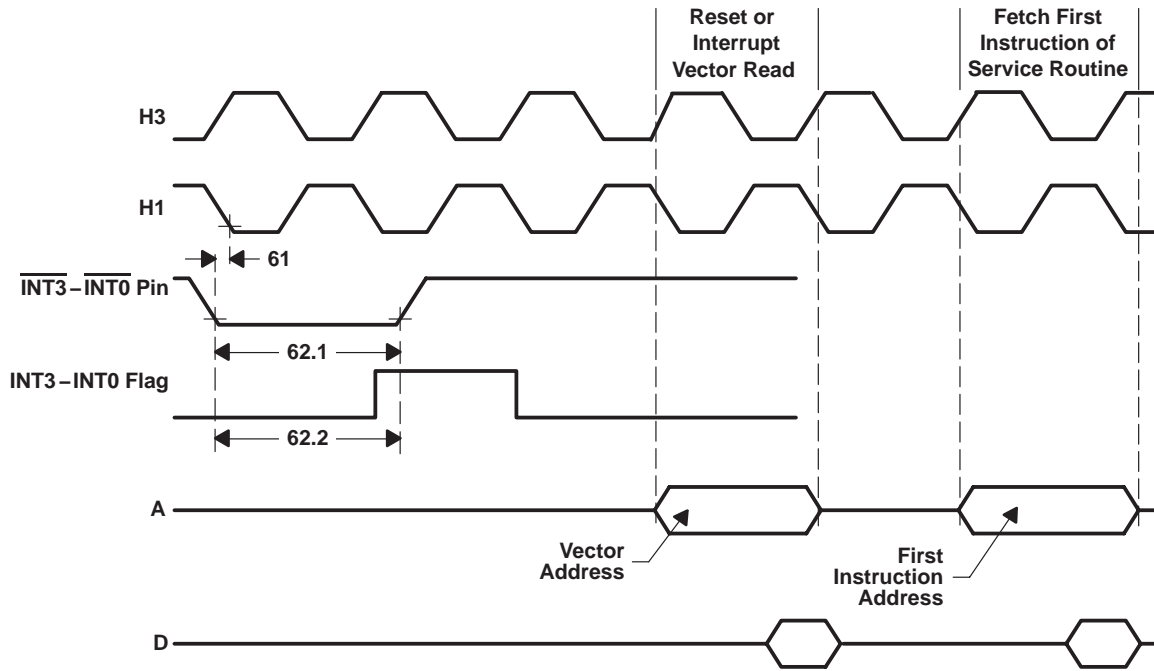 Reset or
Interrupt
Vector Read
Fetch First
Instruction of
Service Routine
H3
H1
61
INT3–INT0 Pin
62.1
INT3–INT0 Flag
62.2
A
Vector
Address
First
Instruction
Address
D